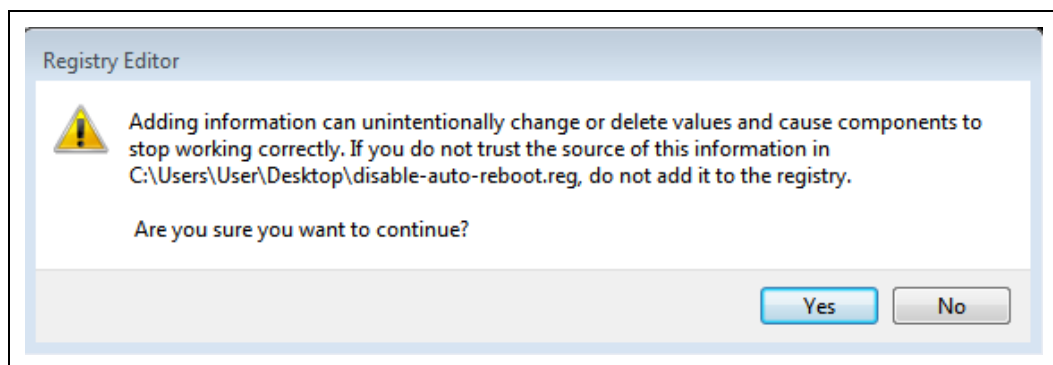 Registry Editor
Adding information can unintentionally change or delete values and cause components to
stop working correctly. If you do not trust the source of this information in
C:\Users\User\Desktop\disable-auto-reboot.reg, do not add it to the registry.
Are you sure you want to continue?
Yes No